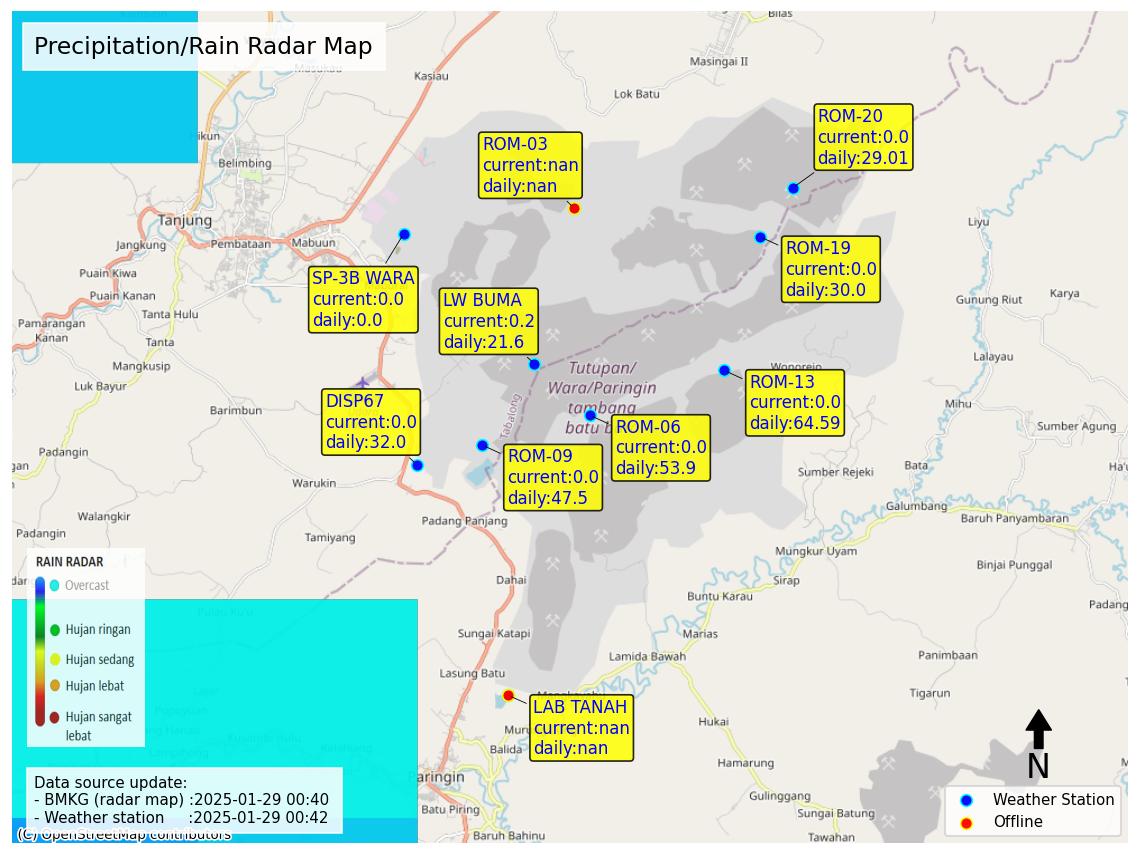 Precipitation/Rain Radar Map
Bilas
Masingai II
Kasiau
Lok Batu
Hikun
Belimbing
Tanjung
Jangkung
Pembataan
Mabuun
Puain Kiwa
Puain Kanan
Tanta Hulu
Pamarangan
Kanan
Tanta
Mangkusip
Luk Bayur
Barimbun
Warukin
Walangkir
Padangin
Tamiyang
Padang Panjang
Dahai
Sungai Katapi
Lasung Batu
Balida
Paringin
Batu Piring
Baruh Bahinu
ROM-03
current:nan
daily:nan
ROM-20
current:0.0
daily:29.01
ROM-19
current:0.0
daily:30.0
SP-3B WARA
current:0.0
daily:0.0
LW BUMA
current:0.2
daily:21.6
Tutupan/
Wara/Paringin
tambang
batu
Tabalong
DISP67
current:0.0
daily:32.0
ROM-13
current:0.0
daily:64.59
ROM-06
current:0.0
daily:53.9
ROM-09
current:0.0
daily:47.5
LAB TANAH
current:nan
daily:nan
Liyu
Gunung Riut
Karya
Lalayau
Wonorejo
Mihu
Sumber Agung
Bata
Sumber Rejeki
Galumbang
Baruh Panyambaran
Mungkur Uyam
Binjai Punggal
Sirap
Buntu Karau
Padang
Marias
Lamida Bawah
Panimbaan
Tigarun
Hukai
Hamarung
Gulinggang
Sungai Batung
Tawahan
RAIN RADAR
Overcast
Hujan ringan
Hujan sedang
Hujan lebat
Hujan sangat
lebat
Data source update:
- BMKG (radar map) :2025-01-29 00:40
- Weather station :2025-01-29 00:42
(C) OpenStreetMap contributors
N
Weather Station
Offline